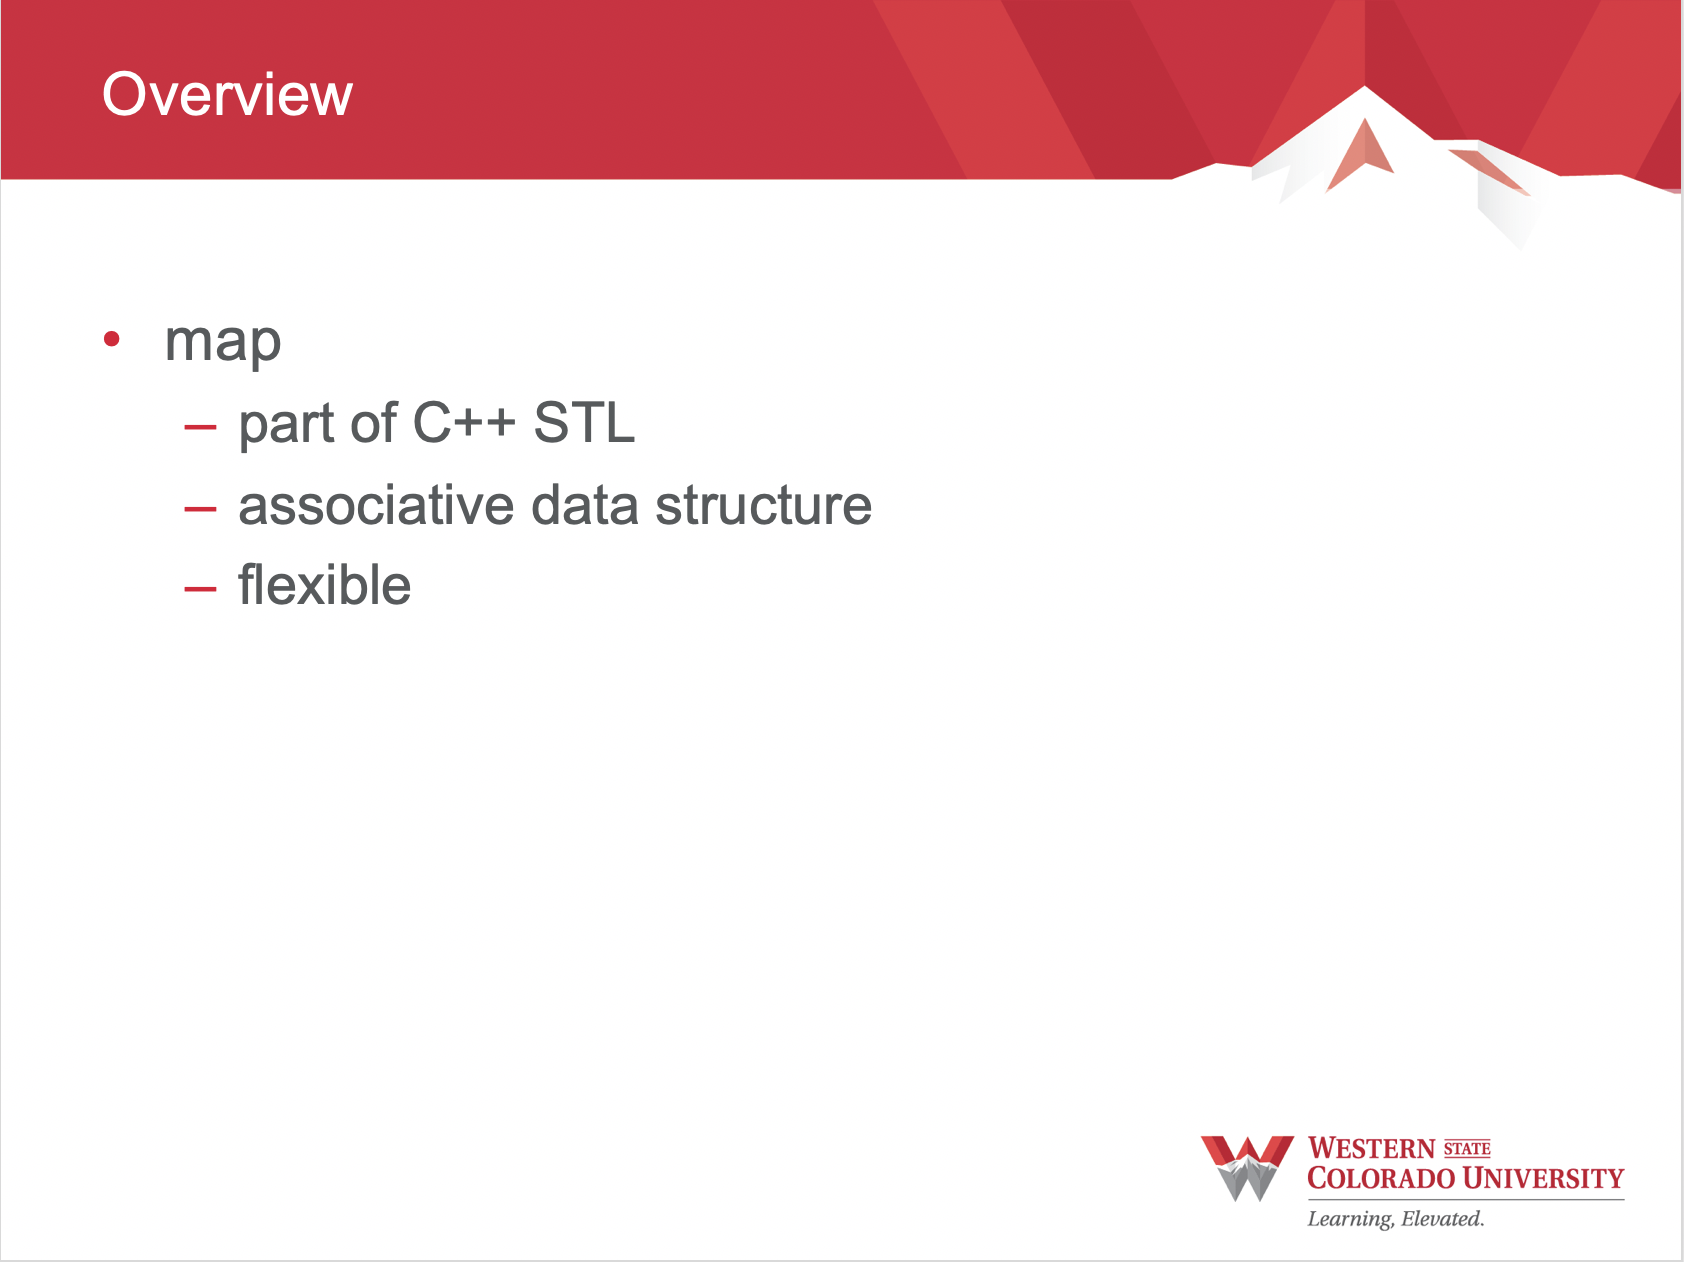 Overview
• map
– part of C++ STL
– associative data structure
– flexible
WESTERN STATE
COLORADO UNIVERSITY
Learning, Elevated.